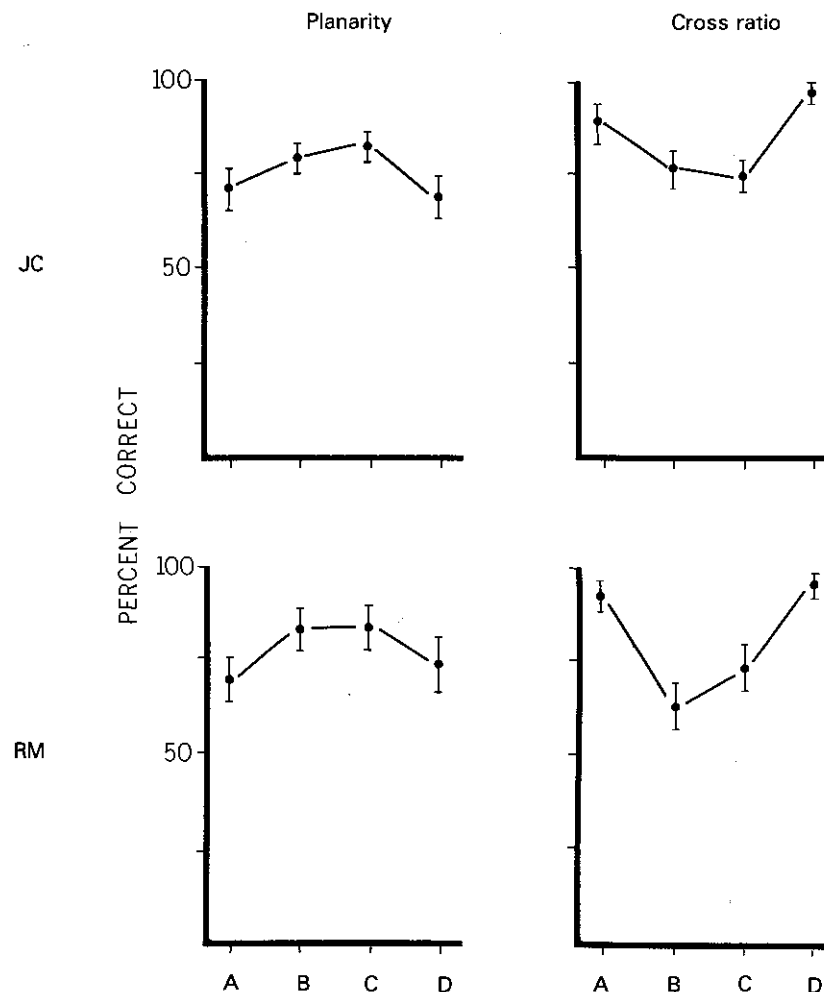 Planarity
Cross ratio
100
JC
50
PERCENT CORRECT
100
RM
50
A B C D
A B C D